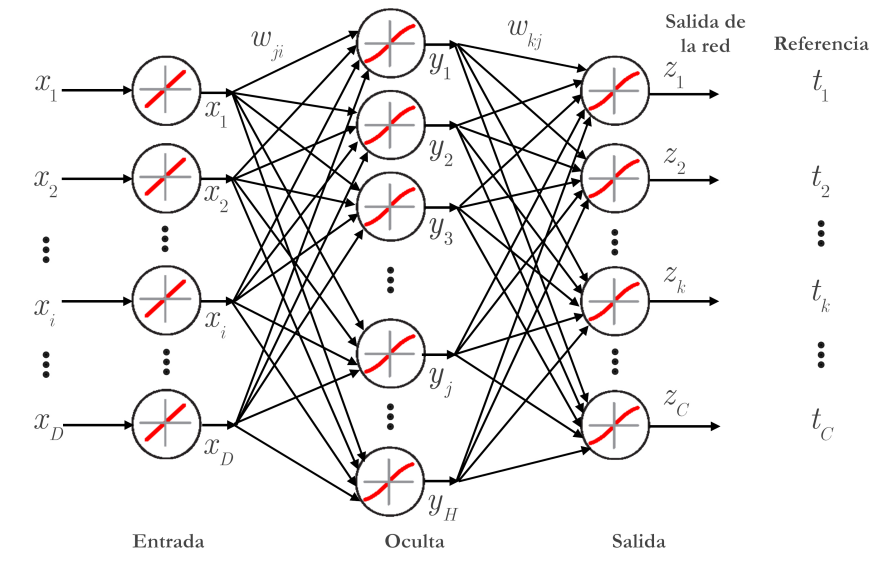 w_ji
w_kj
Salida de
la red
Referencia
x_1
x_1
y_1
z_1
t_1
x_2
x_2
y_2
z_2
t_2
y_3
x_i
x_i
y_j
z_k
t_k
x_D
x_D
y_H
z_C
t_C
Entrada
Oculta
Salida